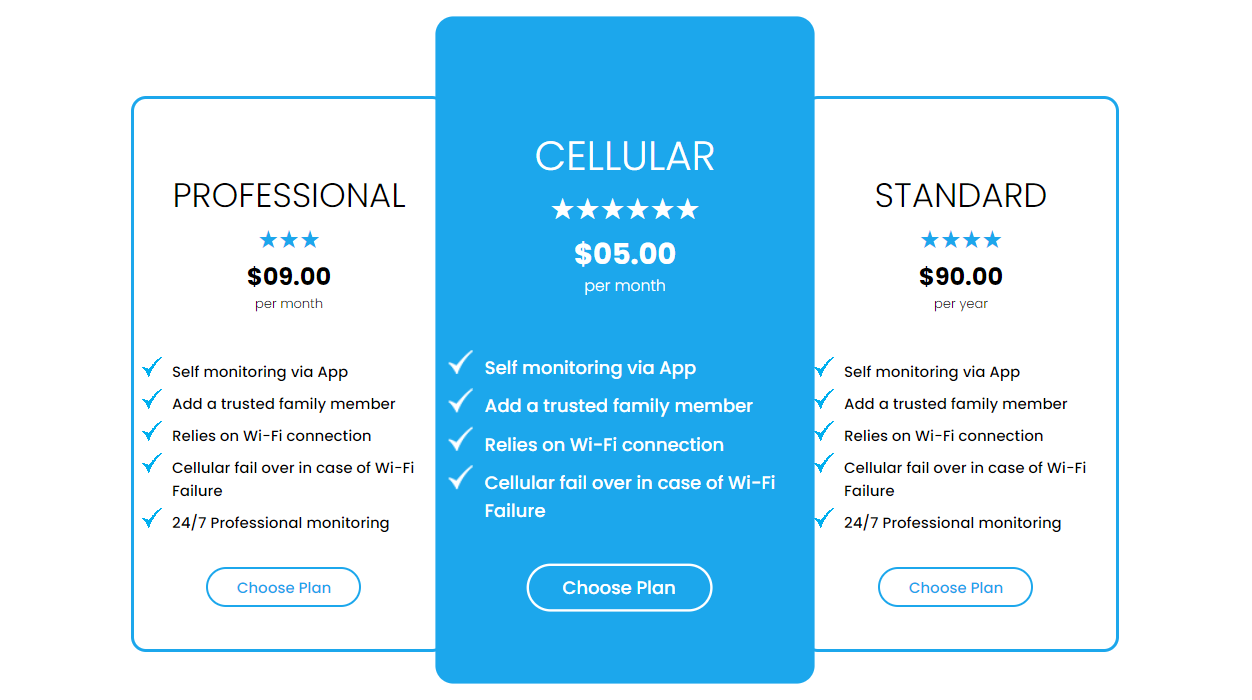 PROFESSIONAL
★★★
$09.00
per month
Self monitoring via App
Add a trusted family member
Relies on Wi-Fi connection
Cellular fail over in case of Wi-Fi
Failure
24/7 Professional monitoring
Choose Plan
CELLULAR
★★★★★★
$05.00
per month
Self monitoring via App
Add a trusted family member
Relies on Wi-Fi connection
Cellular fail over in case of Wi-Fi
Failure
Choose Plan
STANDARD
★★★★
$90.00
per year
Self monitoring via App
Add a trusted family member
Relies on Wi-Fi connection
Cellular fail over in case of Wi-Fi
Failure
24/7 Professional monitoring
Choose Plan